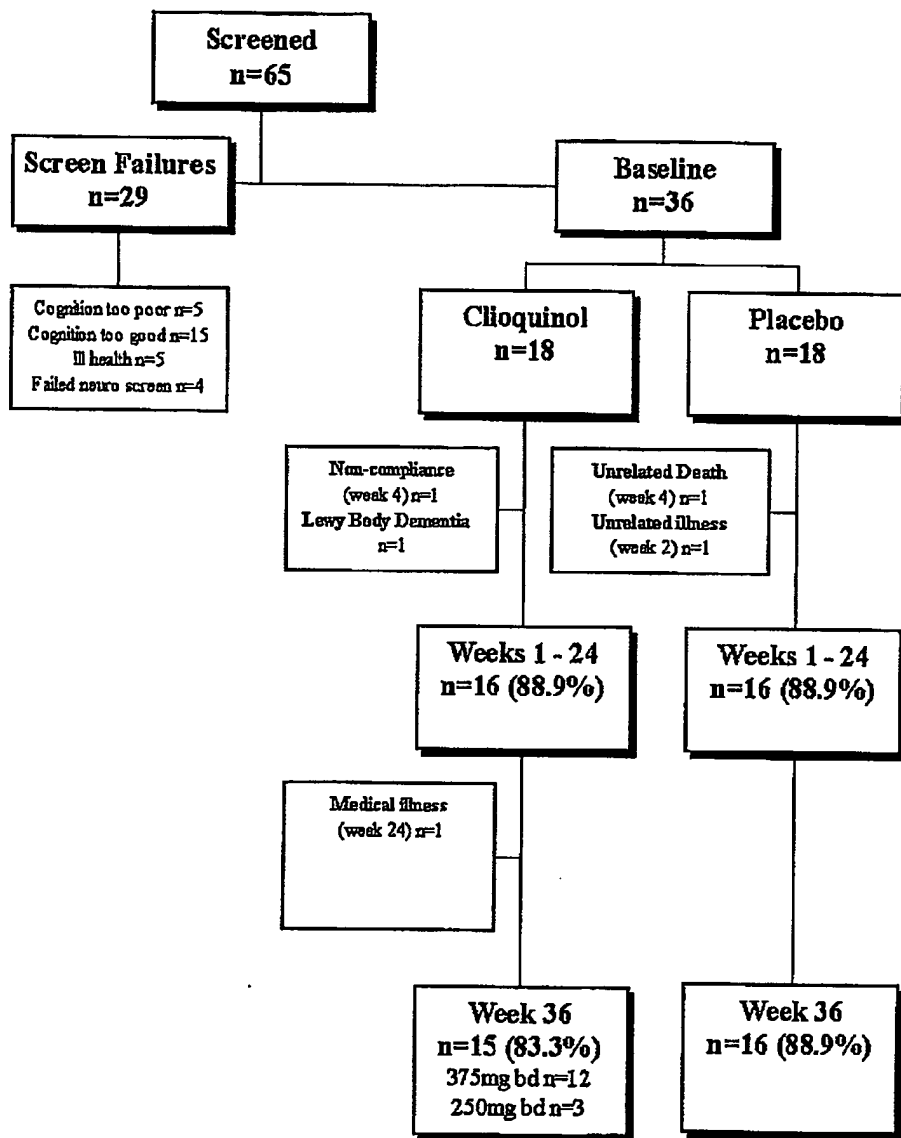 Screened
n=65
Screen Failures
n=29
Baseline
n=36
Cognition too poor n=5
Cognition too good n=15
Ill health n=5
Failed neuro screen n=4
Clioquinol
n=18
Placebo
n=18
Non-compliance
(week 4) n=1
Lewy Body Dementia
n=1
Unrelated Death
(week 4) n=1
Unrelated illness
(week 2) n=1
Weeks 1 - 24
n=16 (88.9%)
Weeks 1 - 24
n=16 (88.9%)
Medical illness
(week 24) n=1
Week 36
n=15 (83.3%)
375mg bd n=12
250mg bd n=3
Week 36
n=16 (88.9%)